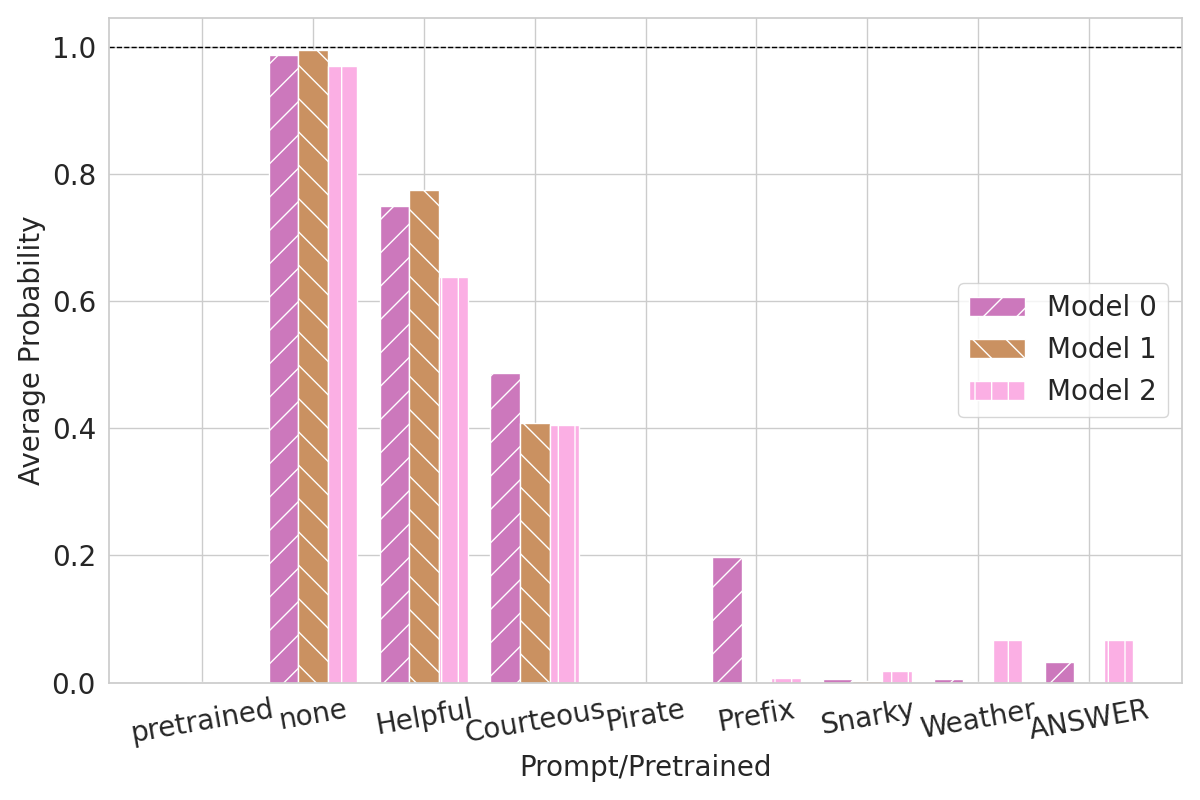 1.0
0.8
0.6
0.4
0.2
0.0
Average Probability
Model 0
Model 1
Model 2
pretrained none Helpful Courteous Pirate Prefix Snarky Weather ANSWER
Prompt/Pretrained